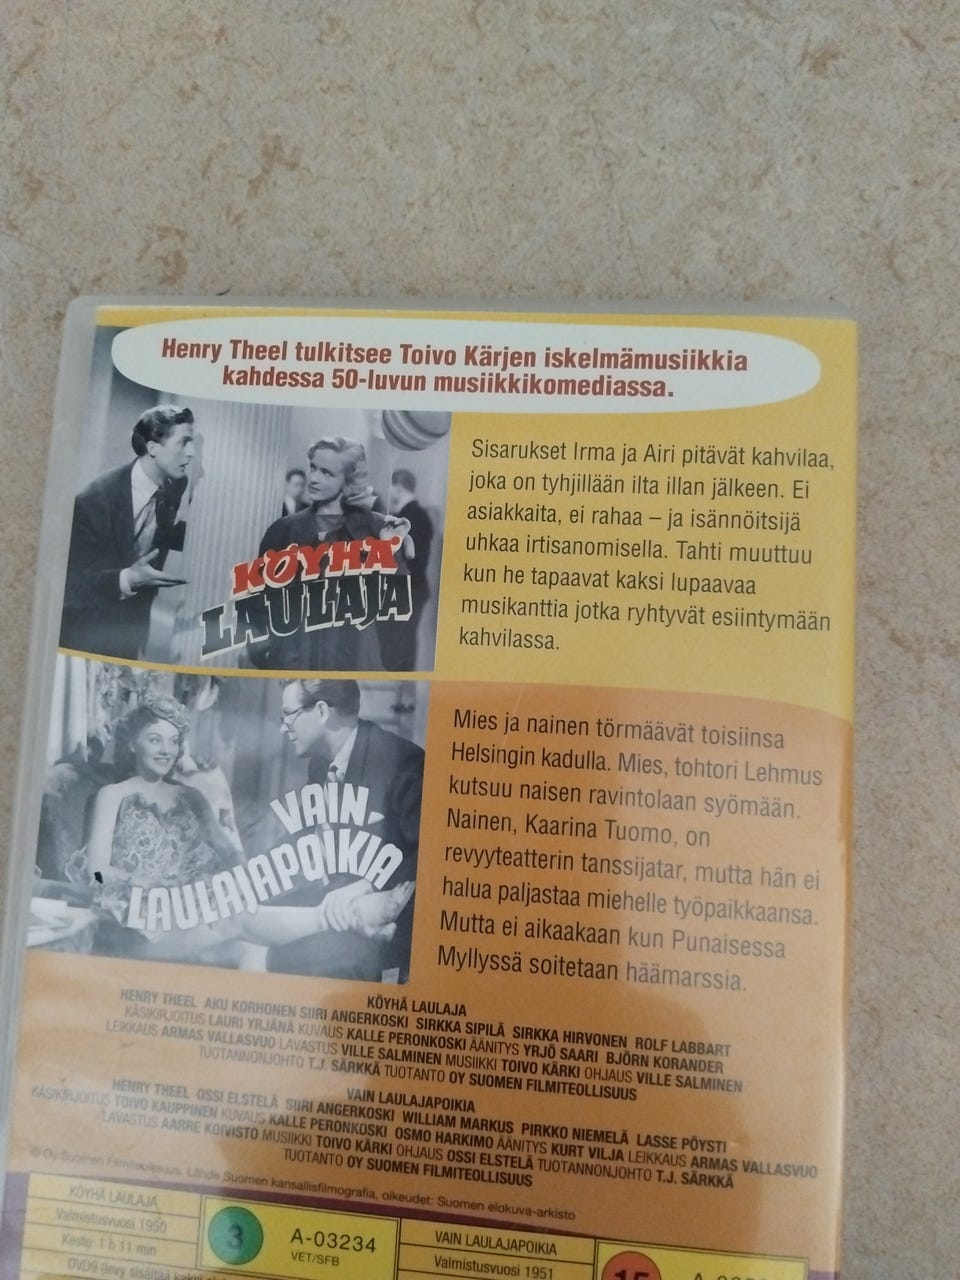 Henry Theel tulkitsee Toivo Kärjen iskelmämusiikkia
kahdessa 50-luvun musiikkikomediassa.
KÖYHÄ
LAULAJA
Sisarukset Irma ja Airi pitävät kahvilaa,
joka on tyhjillään ilta illan jälkeen. Ei
asiakkaita, ei rahaa – ja isännöitsijä
uhkaa irtisanomisella. Tahti muuttuu
kun he tapaavat kaksi lupaavaa
musikanttia jotka ryhtyvät esiintymään
kahvilassa.
VAIN
LAULAJAPOIKIA
Mies ja nainen törmäävät toisiinsa
Helsingin kadulla. Mies, tohtori Lehmus
kutsuu naisen ravintolaan syömään.
Nainen, Kaarina Tuomo, on
revyyteatterin tanssijatar, mutta hän ei
halua paljastaa miehelle työpaikkaansa.
Mutta ei aikaakaan kun Punaisessa
Myllyssä soitetaan häämarssia.
KÖYHÄ LAULAJA
HENRY THEEL AKU KORHONEN SIIRI ANGERKOSKI SIRKKA SIPILÄ SIRKKA HIRVONEN ROLF LABBART
KÄSIKIRJOITUS LAURI YRJÄNÄ KUVAUS KALLE PERONKOSKI ÄÄNITYS YRJÖ SAARI BJÖRN KORANDER
LEIKKAUS ARMAS VALLASVUO LAVASTUS VILLE SALMINEN MUSIIKKI TOIVO KÄRKI OHJAUS VILLE SALMINEN
TUOTANNONJOHTO T.J. SÄRKKÄ TUOTANTO OY SUOMEN FILMITEOLLISUUS
VAIN LAULAJAPOIKIA
HENRY THEEL OSSI ELSTELÄ SIIRI ANGERKOSKI WILLIAM MARKUS PIRKKO NIEMELÄ LASSE PÖYSTI
KÄSIKIRJOITUS TOIVO KAUPPINEN KUVAUS KALLE PERONKOSKI OSMO HARKIMO ÄÄNITYS KURT VILJA LEIKKAUS ARMAS VALLASVUO
LAVASTUS AARRE KOIVISTO MUSIIKKI TOIVO KÄRKI OHJAUS OSSI ELSTELÄ TUOTANNONJOHTO T.J. SÄRKKÄ
TUOTANTO OY SUOMEN FILMITEOLLISUUS
© Oy Suomen Filmiteollisuus. Lähde Suomen kansallisfilmografia, oikeudet: Suomen elokuva-arkisto
KÖYHÄ LAULAJA
Valmistusvuosi 1950
Kesto: 1 h 11 min
DVD9 (levy sisältää kaksi
3
A-03234
VET/SFB
VAIN LAULAJAPOIKIA
Valmistusvuosi 1951
15